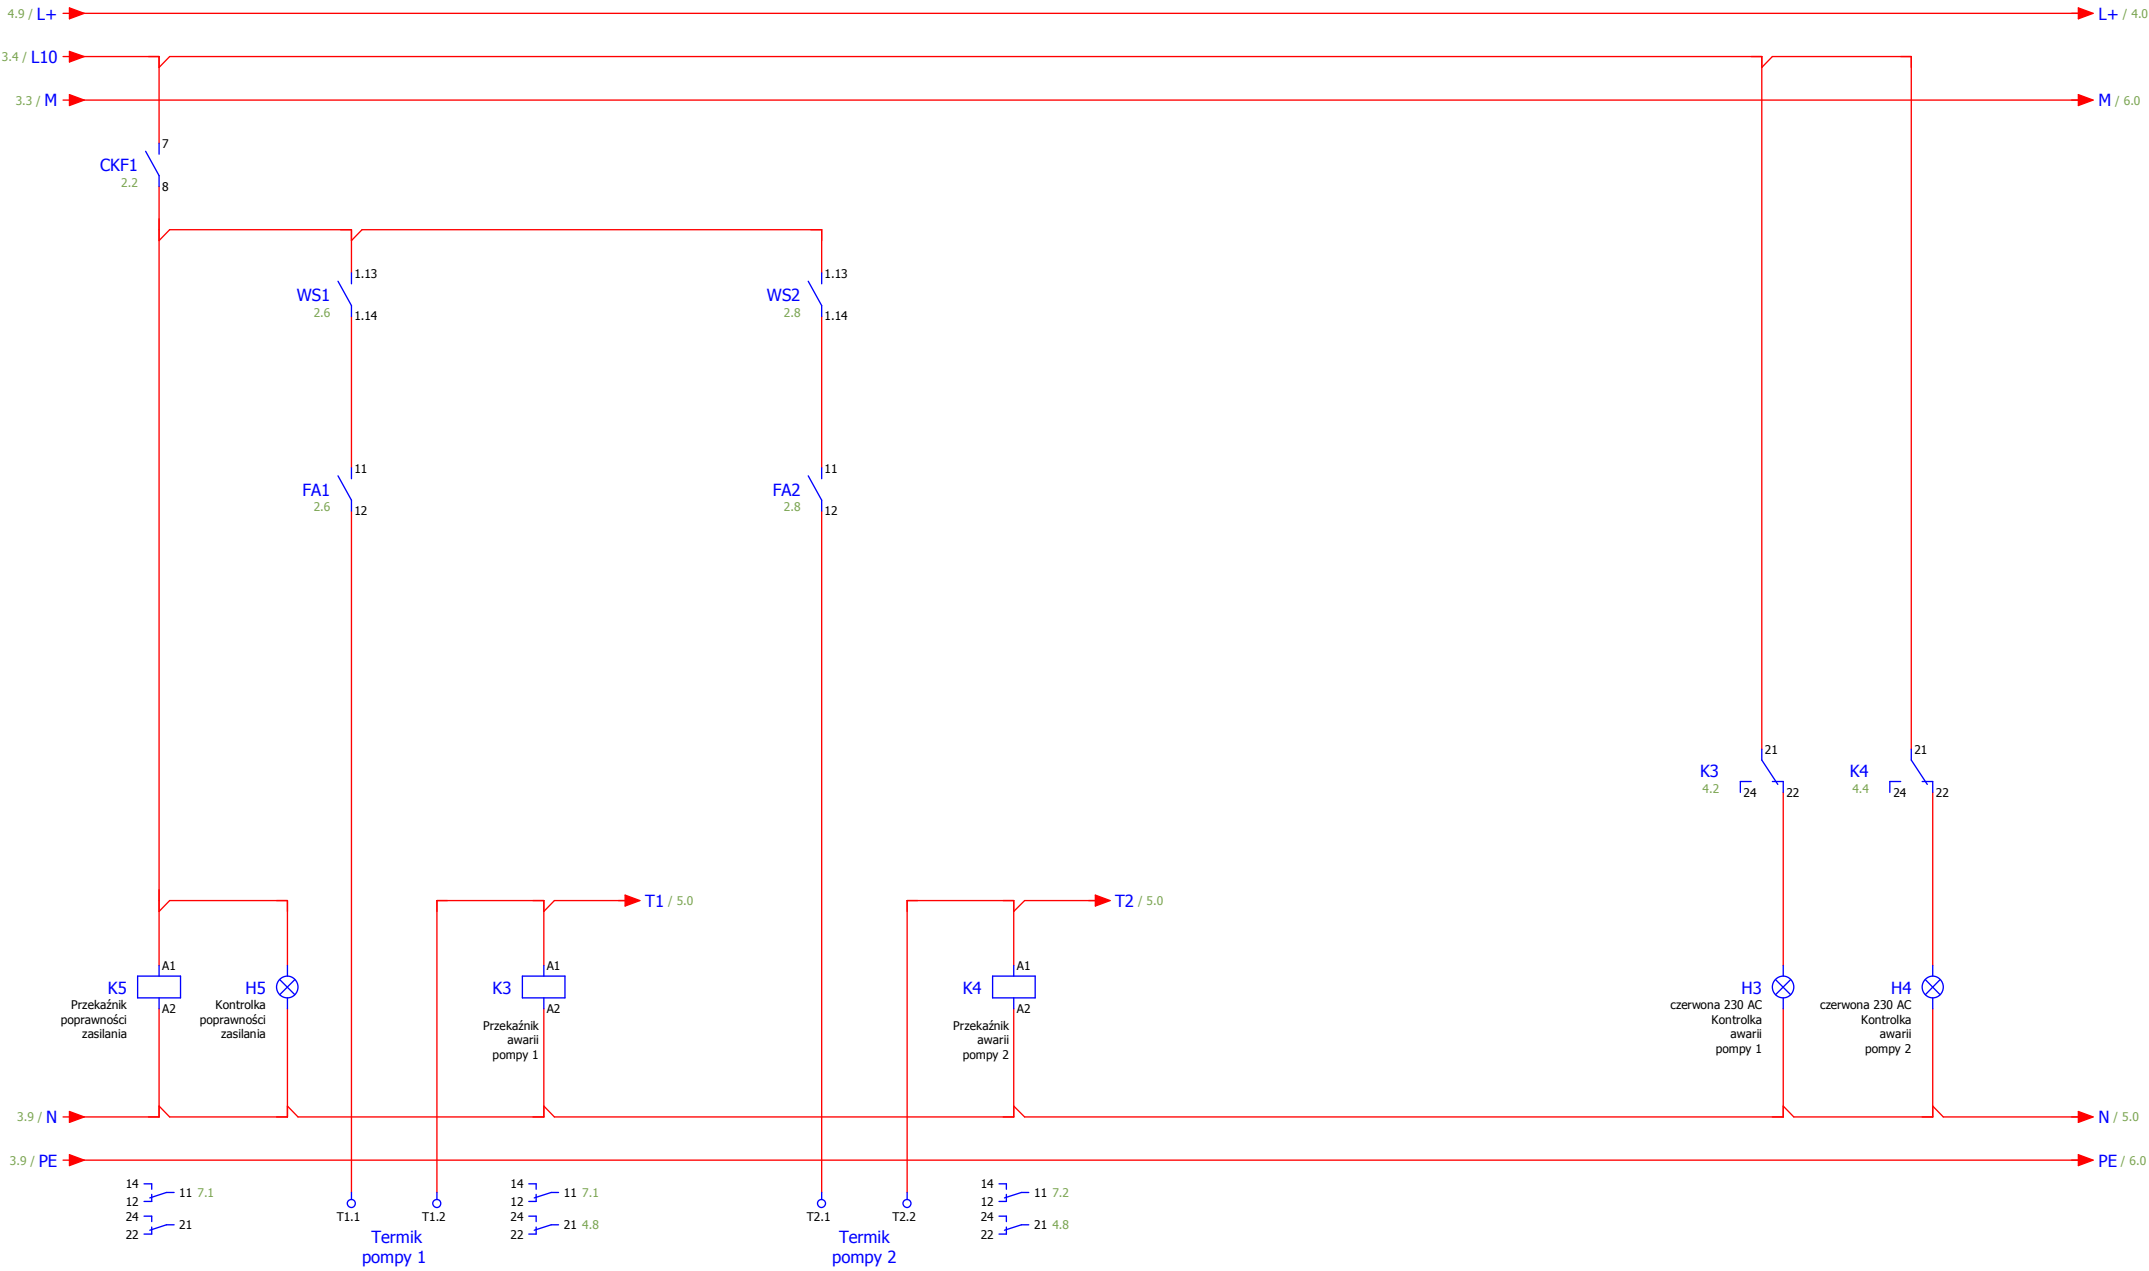 4.9 / L+
L+ / 4.0
3.4 / L10
3.3 / M
M / 6.0
7
CKF1
2.2
8
1.13
WS1
2.6
1.14
1.13
WS2
2.8
1.14
11
FA1
2.6
12
11
FA2
2.8
12
21
K3
4.2
24
22
21
K4
4.4
24
22
T1 / 5.0
T2 / 5.0
A1
K5
A2
Przekaźnik
poprawności
zasilania
H5
Kontrolka
poprawności
zasilania
A1
K3
A2
Przekaźnik
awarii
pompy 1
A1
K4
A2
Przekaźnik
awarii
pompy 2
H3
czerwona 230 AC
Kontrolka
awarii
pompy 1
H4
czerwona 230 AC
Kontrolka
awarii
pompy 2
3.9 / N
N / 5.0
3.9 / PE
PE / 6.0
14
12
11 7.1
24
22
21
T1.1
T1.2
Termik
pompy 1
14
12
11 7.1
24
22
21 4.8
T2.1
T2.2
Termik
pompy 2
14
12
11 7.2
24
22
21 4.8